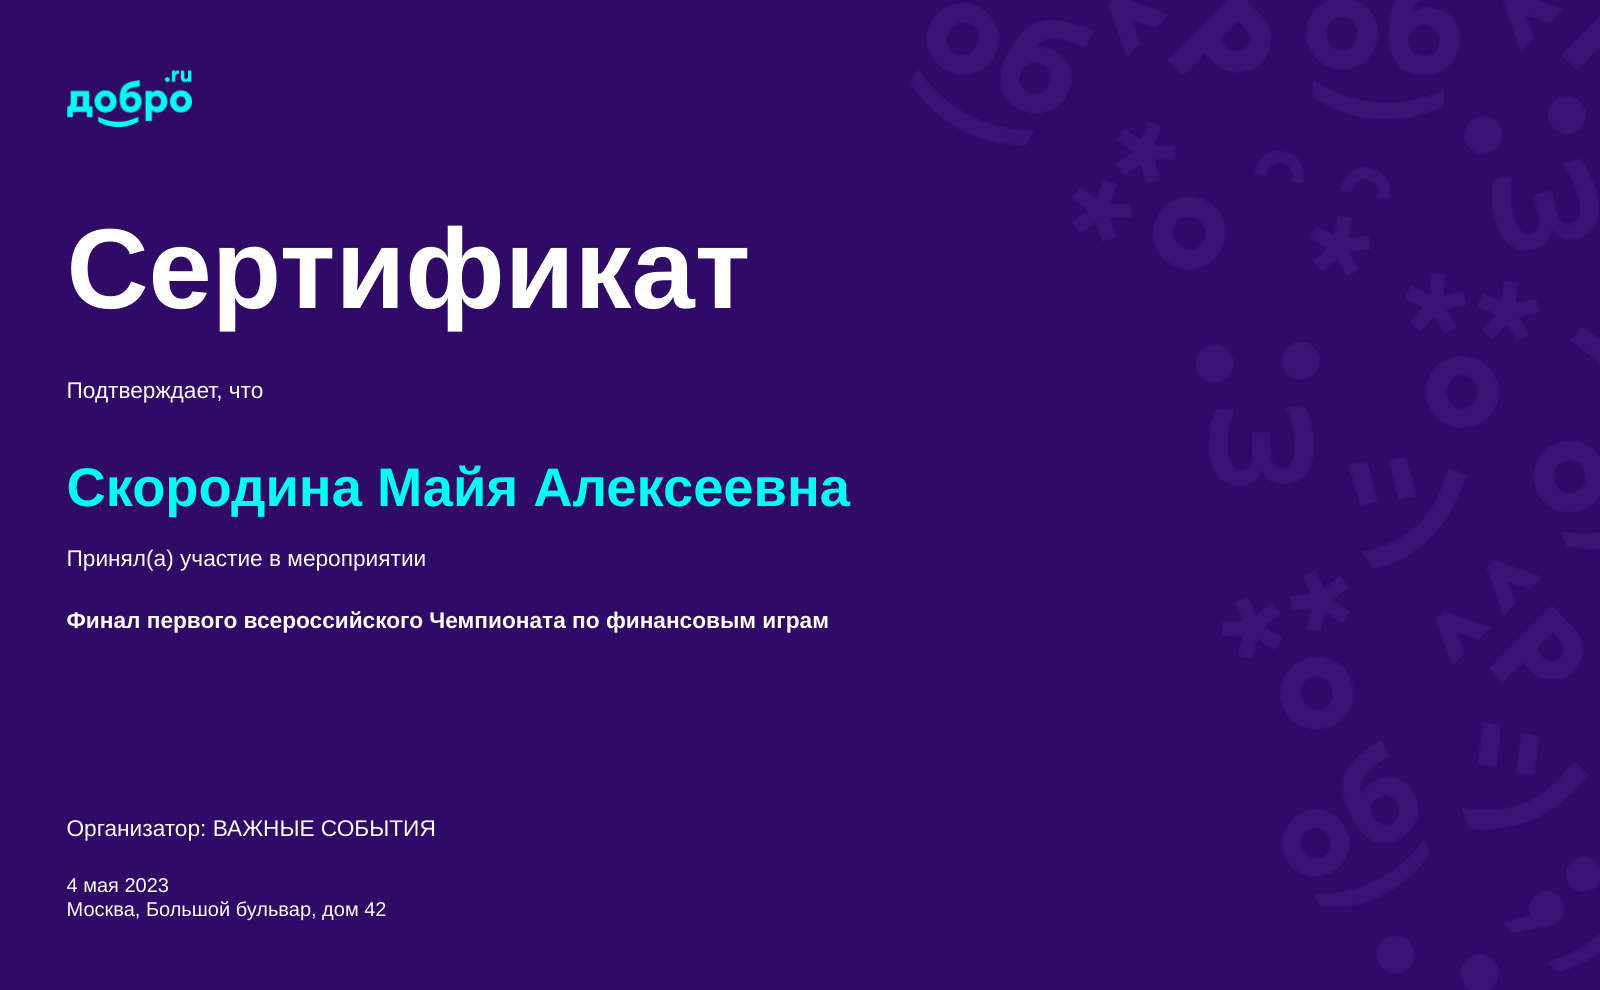 .ru
добро
Сертификат
Подтверждает, что
Скородина Майя Алексеевна
Принял(а) участие в мероприятии
Финал первого всероссийского Чемпионата по финансовым играм
Организатор: ВАЖНЫЕ СОБЫТИЯ
4 мая 2023
Москва, Большой бульвар, дом 42